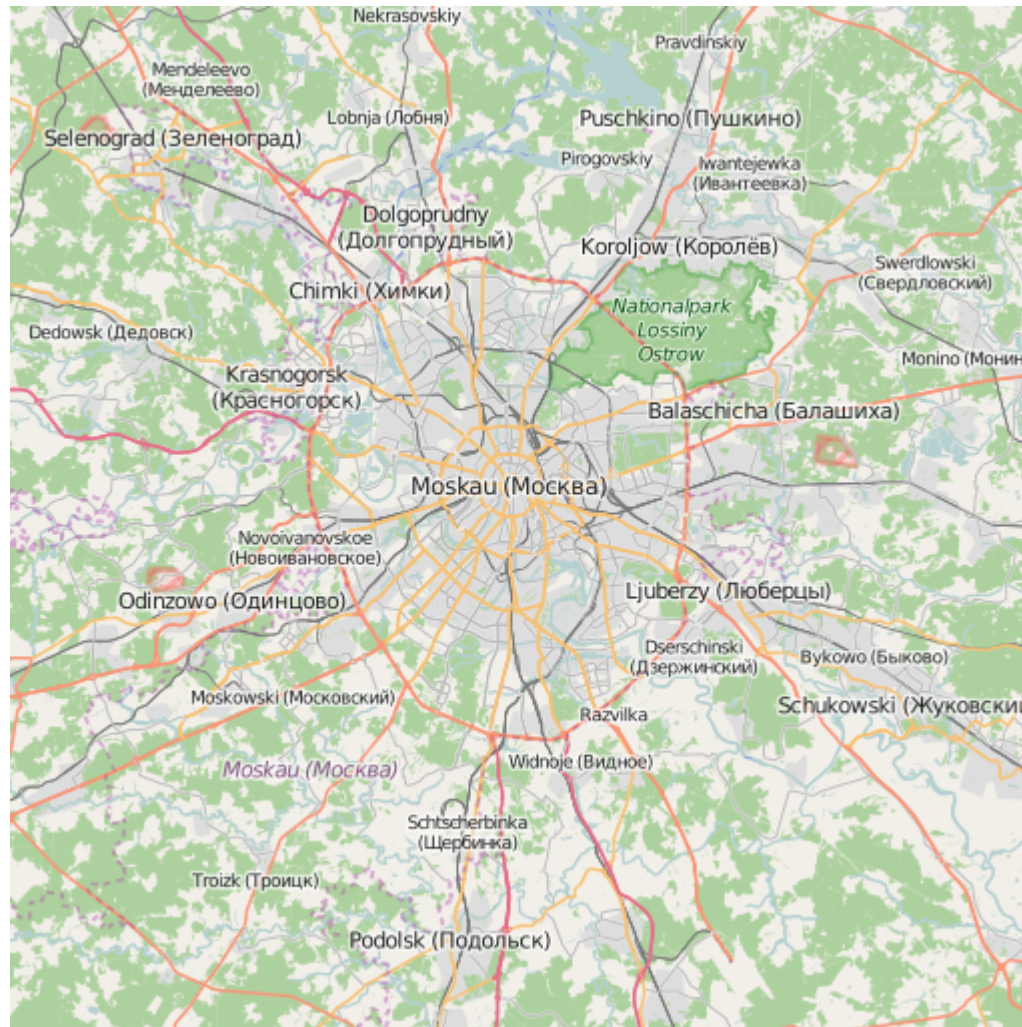 Nekrasovskiy
Pravdinskiy
Mendeleevo
(Менделеево)
Lobnja (Лобня)
Puschkino (Пушкино)
Selenograd (Зеленоград)
Pirogovskiy
Iwantejewka
(Ивантеевка)
Dolgoprudny
(Долгопрудный)
Koroljow (Королёв)
Swerdlowski
(Свердловский)
Chimki (Химки)
Nationalpark
Lossiny
Ostrow
Dedowsk (Дедовск)
Monino (Монин
Krasnogorsk
(Красногорск)
Balaschicha (Балашиха)
Moskau (Москва)
Novoivanovskoe
(Новоивановское)
Ljuberzy (Люберцы)
Odinzowo (Одинцово)
Dserschinski
(Дзержинский)
Bykowo (Быково)
Moskowski (Московский)
Schukowski (Жуковский
Razvilka
Widnoje (Видное)
Moskau (Москва)
Schtscherbinka
(Щербинка)
Troizk (Троицк)
Podolsk (Подольск)